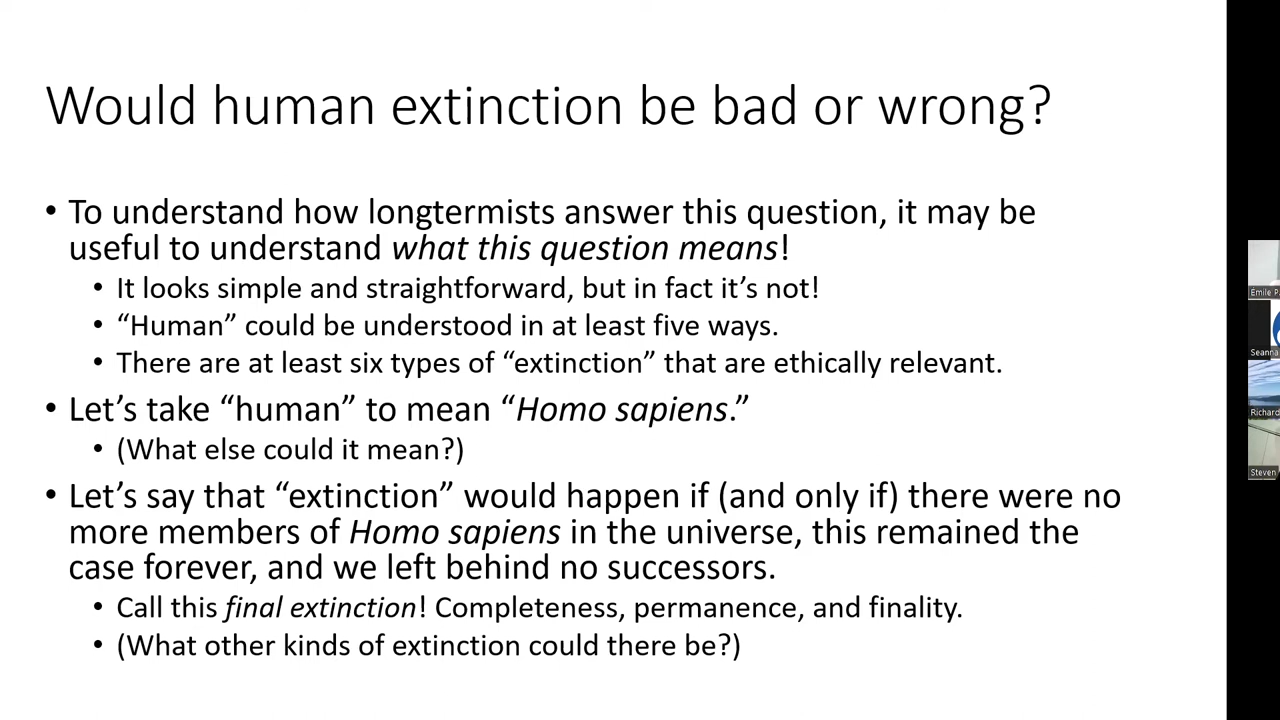 Would human extinction be bad or wrong?
• To understand how longtermists answer this question, it may be
useful to understand what this question means!
• It looks simple and straightforward, but in fact it’s not!
• “Human” could be understood in at least five ways.
• There are at least six types of “extinction” that are ethically relevant.
• Let’s take “human” to mean “Homo sapiens.”
• (What else could it mean?)
• Let’s say that “extinction” would happen if (and only if) there were no
more members of Homo sapiens in the universe, this remained the
case forever, and we left behind no successors.
• Call this final extinction! Completeness, permanence, and finality.
• (What other kinds of extinction could there be?)
Émile P.
Seanna
Richard
Steven